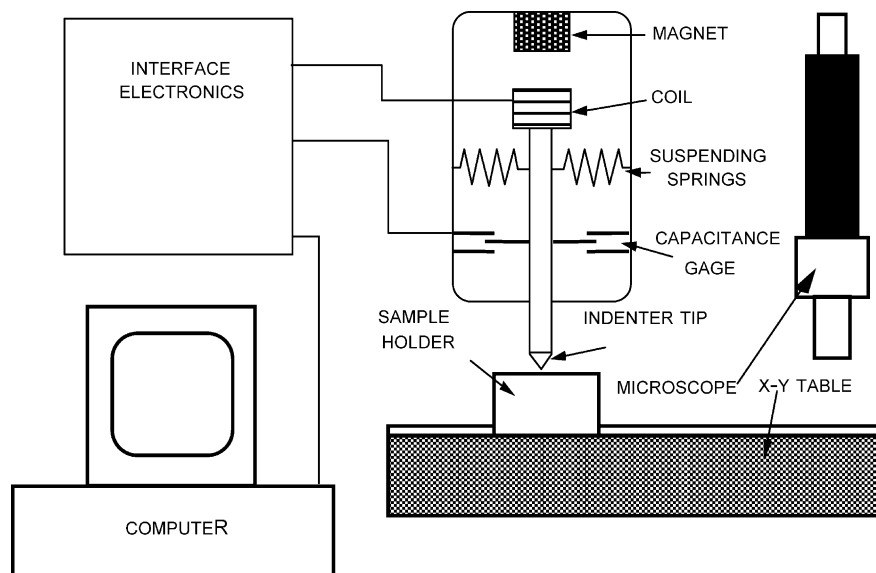 INTERFACE
ELECTRONICS
MAGNET
COIL
SUSPENDING
SPRINGS
CAPACITANCE
GAGE
SAMPLE
HOLDER
INDENTER TIP
MICROSCOPE
X-Y TABLE
COMPUTER